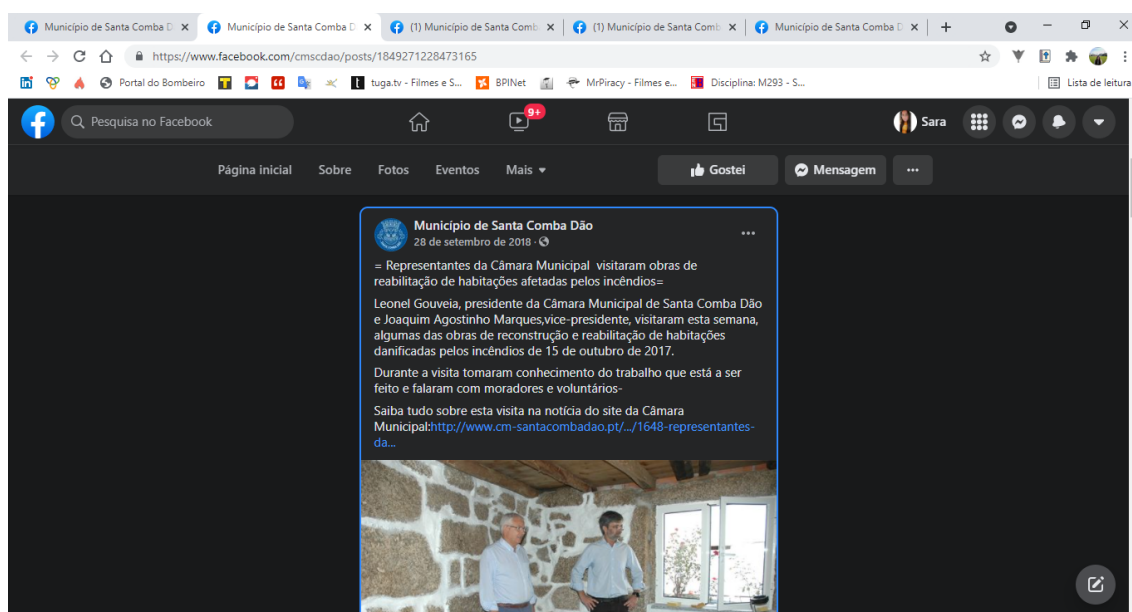 Município de Santa Comba D
Município de Santa Comba D
(1) Município de Santa Comb
(1) Município de Santa Comb
Município de Santa Comba D
https://www.facebook.com/cmscdao/posts/1849271228473165
Portal do Bombeiro
tuga.tv - Filmes e S...
BPINet
MrPiracy - Filmes e...
Disciplina: M293 - S...
Lista de leitura
Pesquisa no Facebook
9+
Sara
Página inicial
Sobre
Fotos
Eventos
Mais
Gostei
Mensagem
Município de Santa Comba Dão
28 de setembro de 2018 ·
= Representantes da Câmara Municipal visitaram obras de
reabilitação de habitações afetadas pelos incêndios=
Leonel Gouveia, presidente da Câmara Municipal de Santa Comba Dão
e Joaquim Agostinho Marques,vice-presidente, visitaram esta semana,
algumas das obras de reconstrução e reabilitação de habitações
danificadas pelos incêndios de 15 de outubro de 2017.
Durante a visita tomaram conhecimento do trabalho que está a ser
feito e falaram com moradores e voluntários-
Saiba tudo sobre esta visita na notícia do site da Câmara
Municipal:http://www.cm-santacombadao.pt/.../1648-representantes-
da...